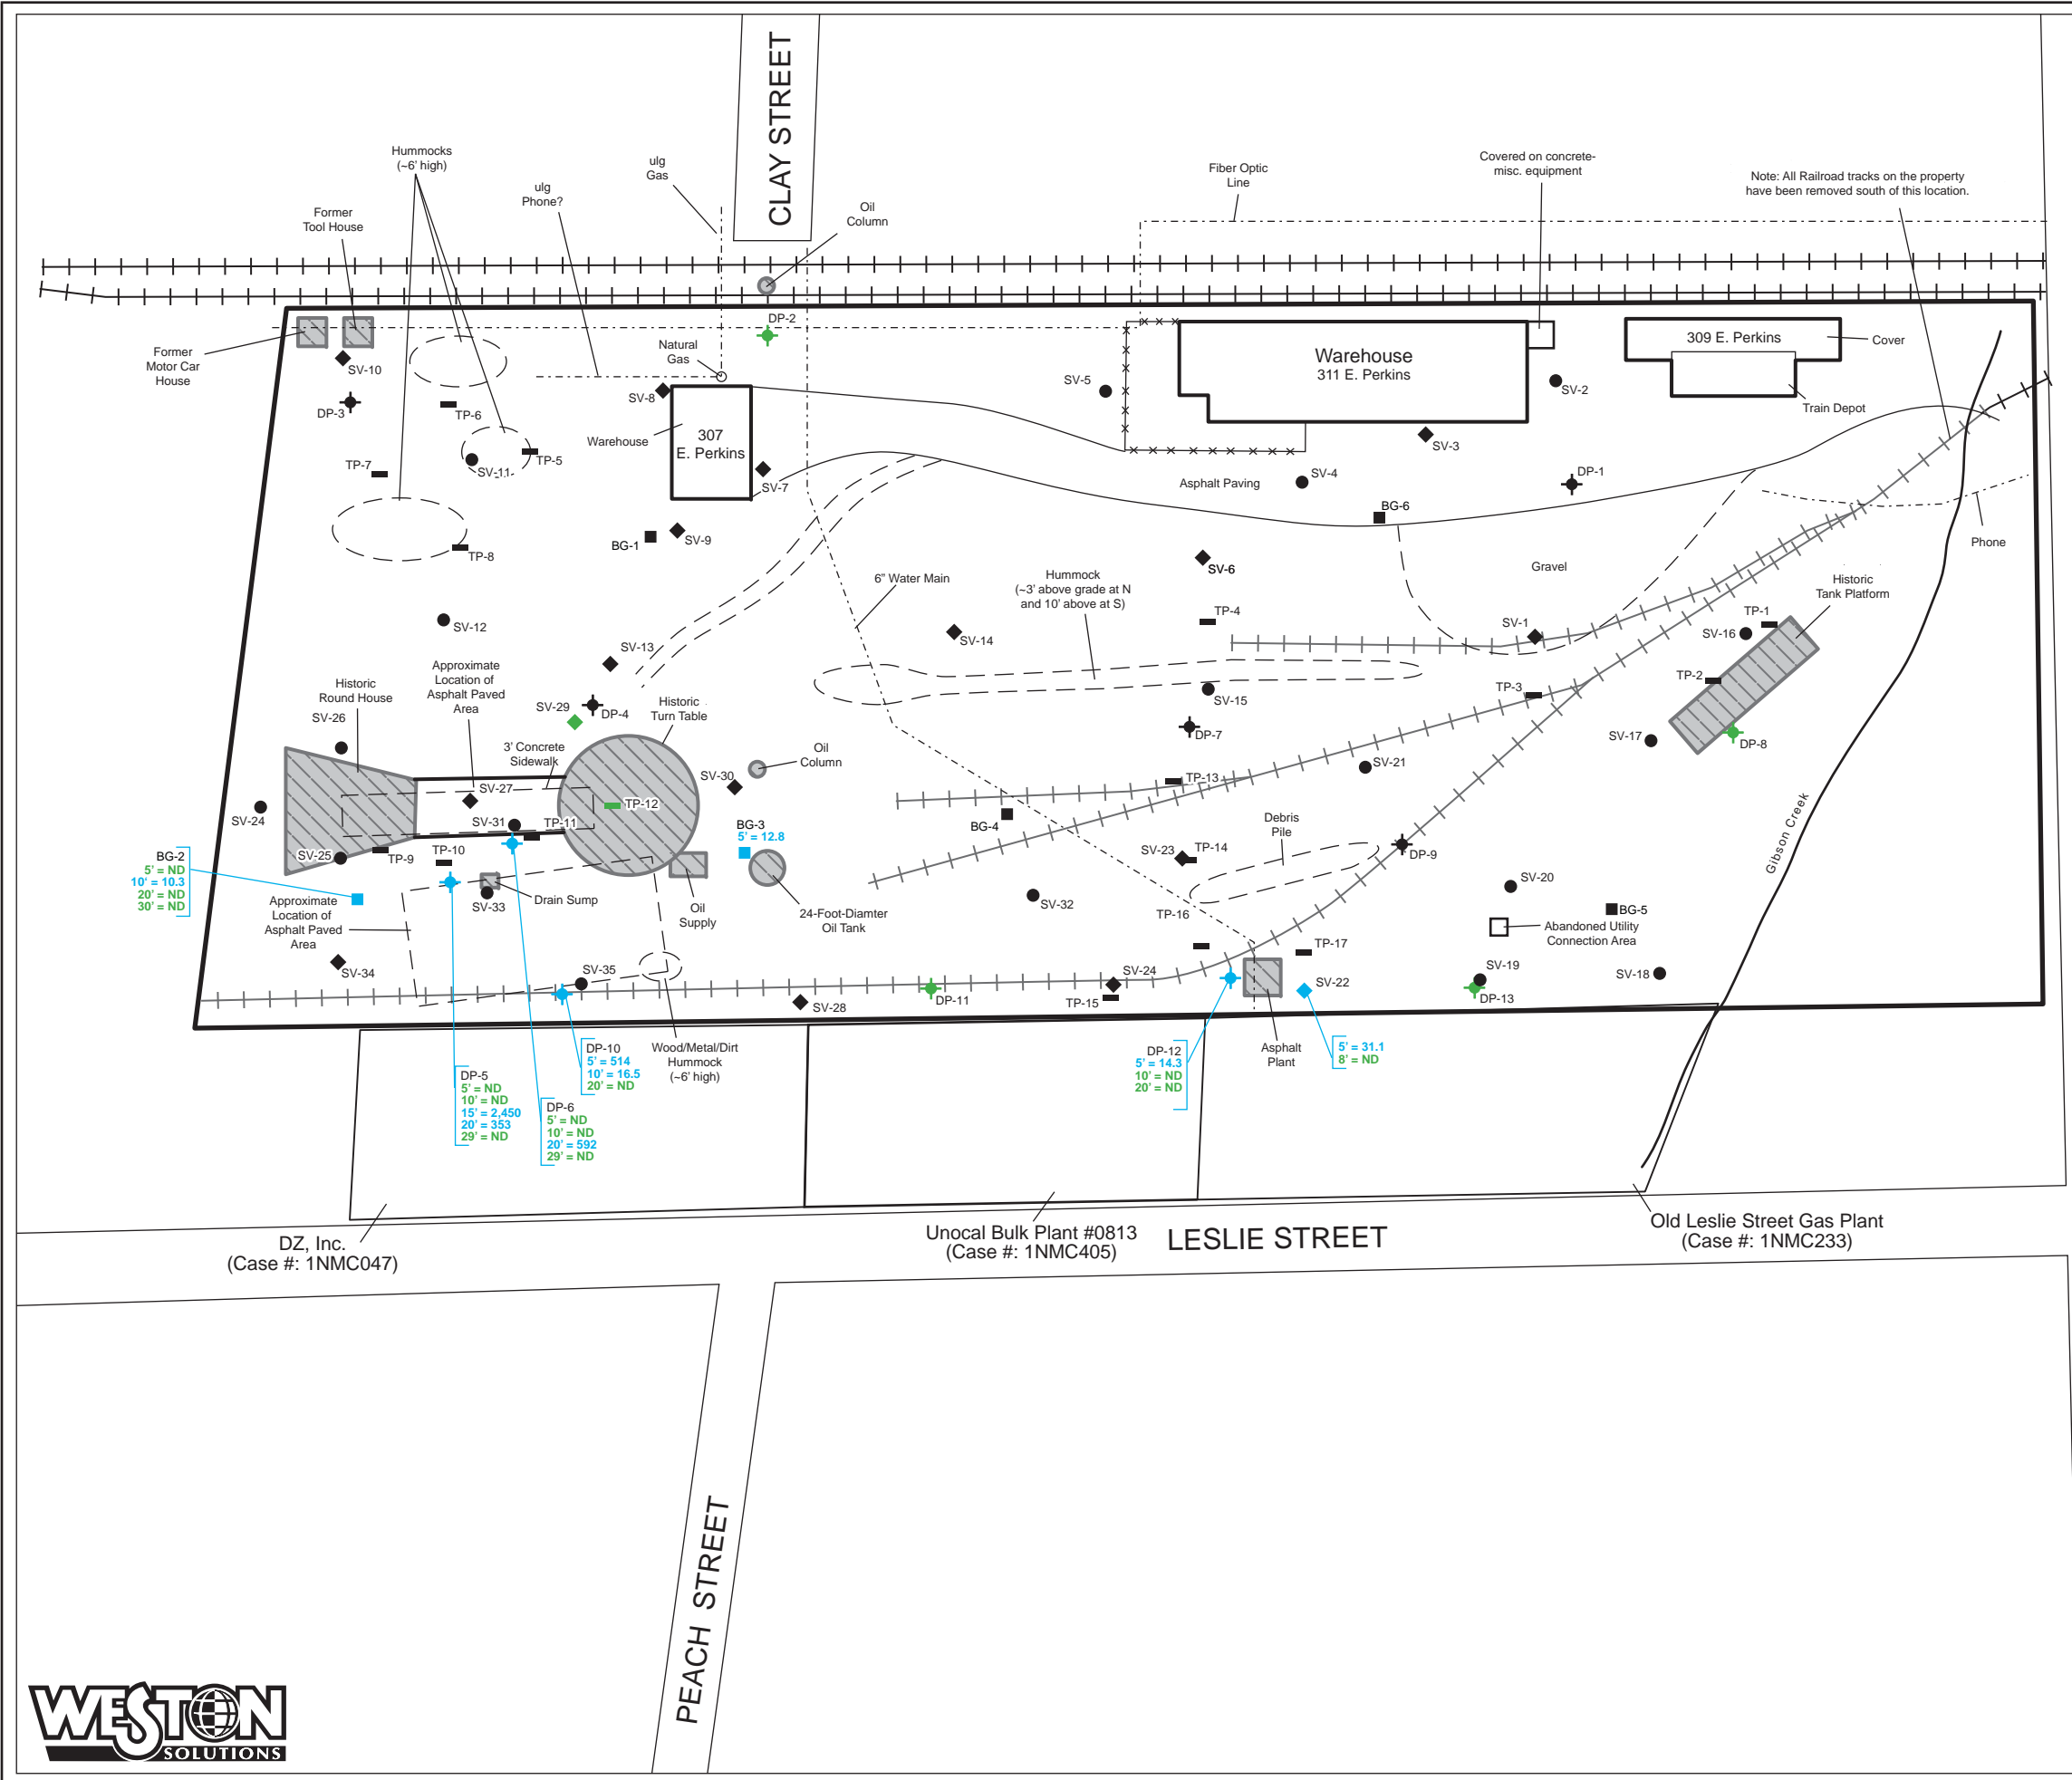 CLAY STREET
Hummocks
(~6' high)
ulg
Gas
ulg
Phone?
Former
Tool House
Oil
Column
Fiber Optic
Line
Covered on concrete-
misc. equipment
Note: All Railroad tracks on the property
have been removed south of this location.
Former
Motor Car
House
SV-10
DP-3
TP-6
TP-7
SV-11
TP-5
TP-8
Natural
Gas
DP-2
SV-8
Warehouse
307
E. Perkins
SV-7
BG-1
SV-9
SV-5
Warehouse
311 E. Perkins
SV-2
309 E. Perkins
Cover
Train Depot
SV-3
SV-4
Asphalt Paving
DP-1
BG-6
Phone
SV-6
Gravel
6" Water Main
Hummock
(~3' above grade at N
and 10' above at S)
TP-4
SV-1
Historic
Tank Platform
TP-1
SV-16
TP-2
TP-3
SV-17
DP-8
SV-12
SV-13
SV-14
SV-15
DP-7
Approximate
Location of
Asphalt Paved
Area
Historic
Round House
SV-26
SV-29
DP-4
Historic
Turn Table
3' Concrete
Sidewalk
Oil
Column
SV-30
SV-27
TP-12
SV-24
SV-31
TP-11
SV-25
TP-9
TP-10
BG-3
5' = 12.8
BG-4
TP-13
SV-21
Debris
Pile
SV-23
TP-14
DP-9
Gibson Creek
BG-2
5' = ND
10' = 10.3
20' = ND
30' = ND
Approximate
Location of
Asphalt Paved
Area
SV-33
Drain Sump
Oil
Supply
24-Foot-Diamter
Oil Tank
SV-32
SV-20
BG-5
Abandoned Utility
Connection Area
TP-16
TP-17
SV-34
SV-35
SV-28
DP-11
SV-24
TP-15
SV-22
SV-19
DP-13
SV-18
DP-10
5' = 514
10' = 16.5
20' = ND
Wood/Metal/Dirt
Hummock
(~6' high)
DP-5
5' = ND
10' = ND
15' = 2,450
20' = 353
29' = ND
DP-6
5' = ND
10' = ND
20' = 592
29' = ND
DP-12
5' = 14.3
10' = ND
20' = ND
Asphalt
Plant
5' = 31.1
8' = ND
DZ, Inc.
(Case #: 1NMC047)
Unocal Bulk Plant #0813
(Case #: 1NMC405)
LESLIE STREET
Old Leslie Street Gas Plant
(Case #: 1NMC233)
PEACH STREET
WESTON
SOLUTIONS